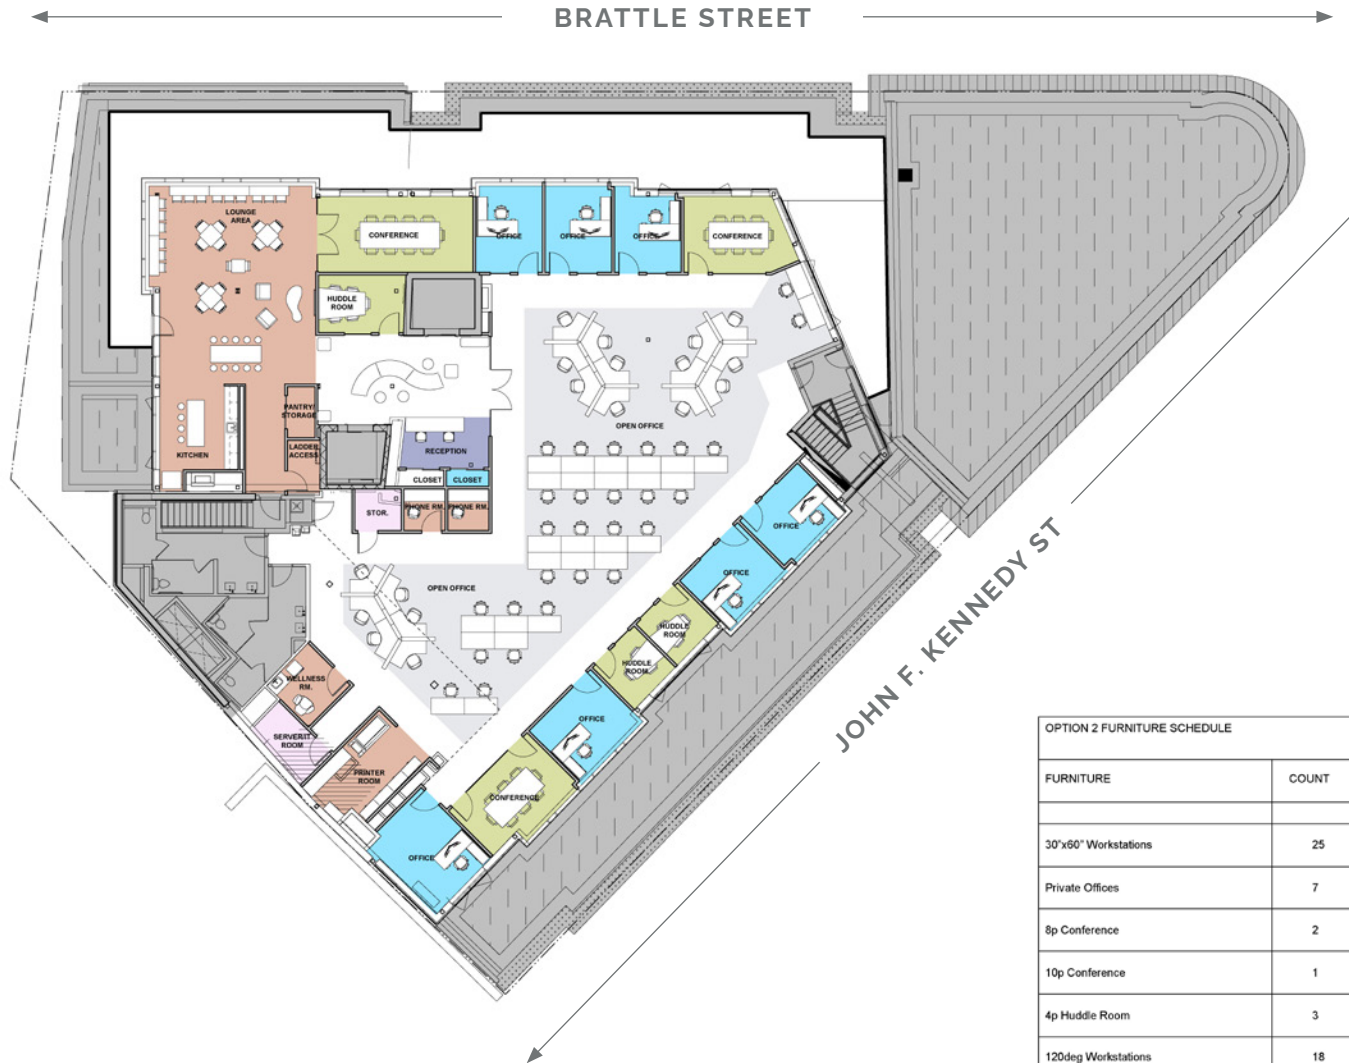 BRATTLE STREET
LOUNGE
AREA
CONFERENCE
OFFICE
OFFICE
OFFICE
CONFERENCE
HUDDLE
ROOM
PANTRY/
STORAGE
OPEN OFFICE
KITCHEN
LADDER
ACCESS
RECEPTION
CLOSET
CLOSET
STOR.
PHONE RM.
PHONE RM.
OFFICE
OFFICE
OPEN OFFICE
HUDDLE
ROOM
HUDDLE
ROOM
WELLNESS
RM.
OFFICE
SERVER/IT
ROOM
PRINTER
ROOM
CONFERENCE
OFFICE
JOHN F. KENNEDY ST
OPTION 2 FURNITURE SCHEDULE
FURNITURE COUNT
30"x60" Workstations 25
Private Offices 7
8p Conference 2
10p Conference 1
4p Huddle Room 3
120deg Workstations 18